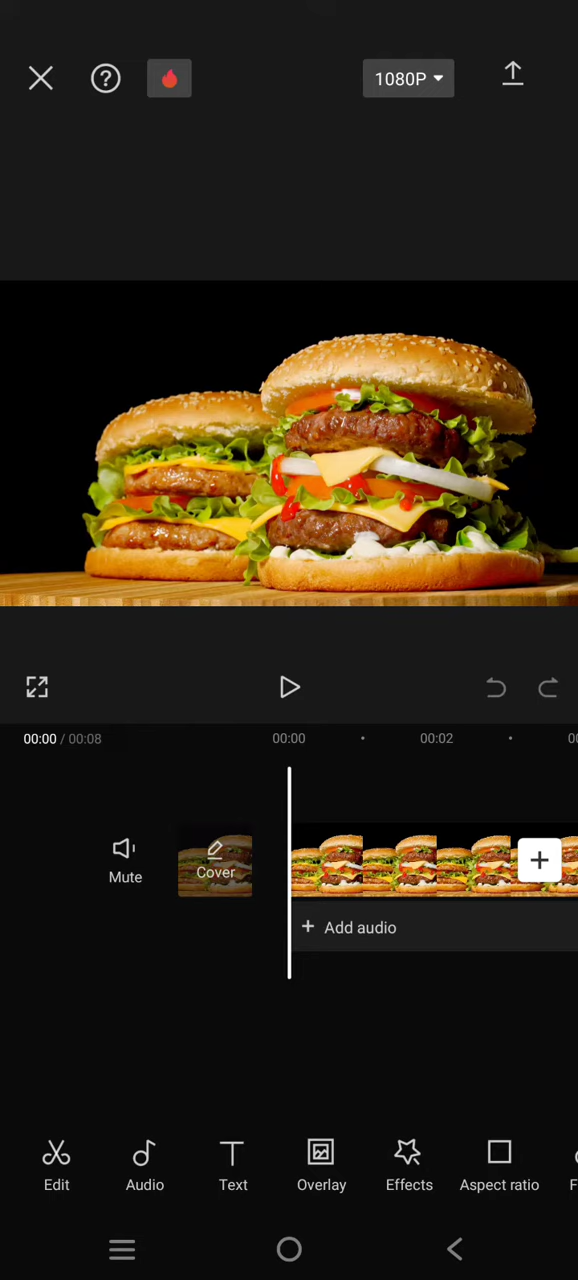 1080P
00:00 / 00:08
00:00
00:02
Mute
Cover
+ Add audio
Edit
Audio
Text
Overlay
Effects
Aspect ratio